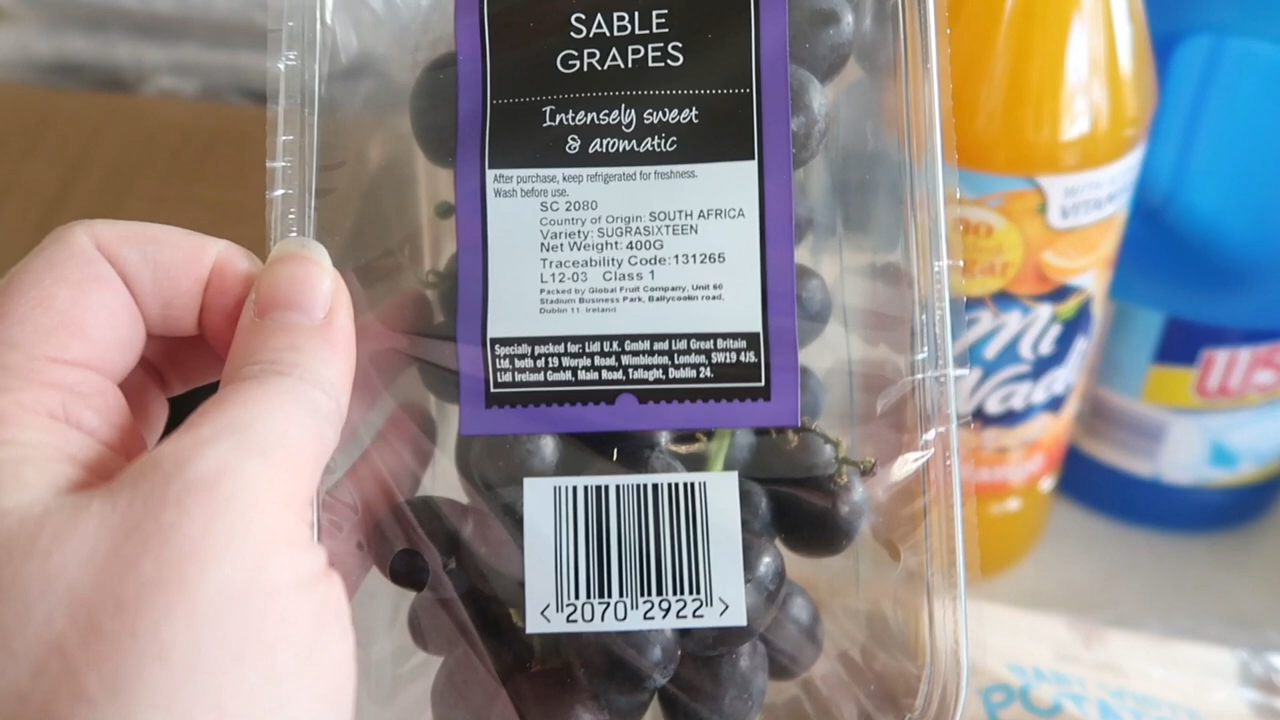 SABLE
GRAPES
Intensely sweet
& aromatic
After purchase, keep refrigerated for freshness.
Wash before use.
SC 2080
Country of Origin: SOUTH AFRICA
Variety: SUGRASIXTEEN
Net Weight: 400G
Traceability Code: 131265
L12-03 Class 1
Packed by Global Fruit Company, Unit 60
Stadium Business Park, Ballycoolin road,
Dublin 11. Ireland
Specially packed for: Lidl U.K. GmbH and Lidl Great Britain
Ltd, both of 19 Worple Road, Wimbledon, London, SW19 4JS.
Lidl Ireland GmbH, Main Road, Tallaght, Dublin 24.
<2070 2922>
Mi